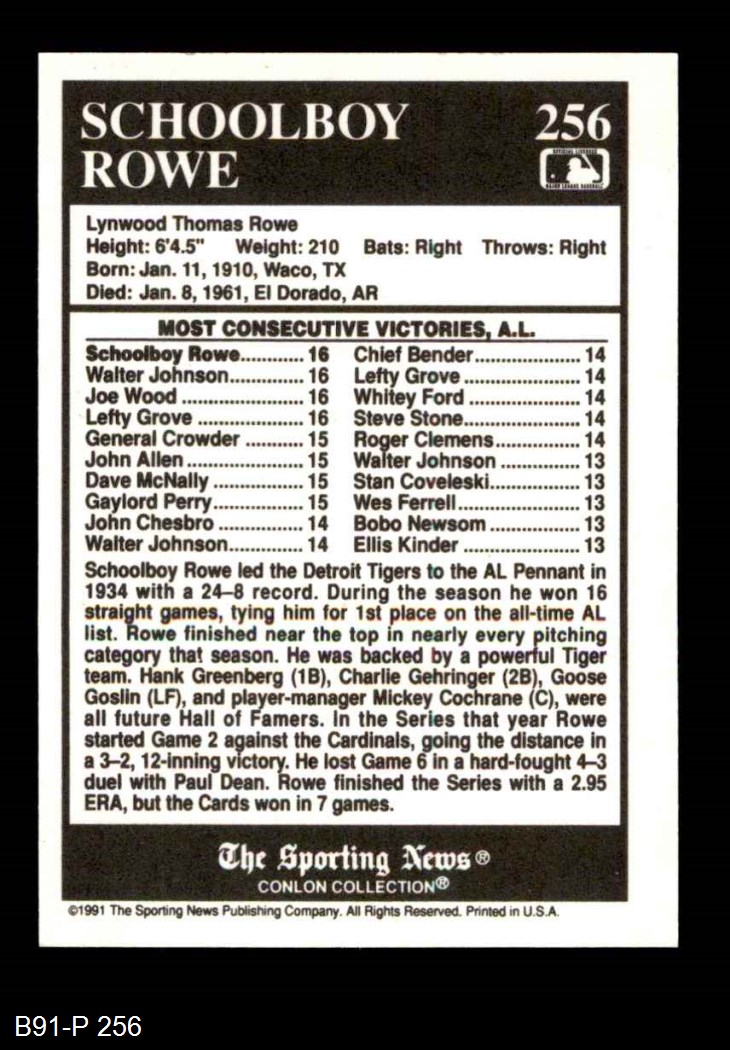 SCHOOLBOY
ROWE
256
OFFICIAL LICENSEE
MAJOR LEAGUE BASEBALL
Lynwood Thomas Rowe
Height: 6'4.5" Weight: 210 Bats: Right Throws: Right
Born: Jan. 11, 1910, Waco, TX
Died: Jan. 8, 1961, El Dorado, AR
MOST CONSECUTIVE VICTORIES, A.L.
Schoolboy Rowe............ 16 Chief Bender.................... 14
Walter Johnson.............. 16 Lefty Grove ...................... 14
Joe Wood ....................... 16 Whitey Ford ...................... 14
Lefty Grove .................... 16 Steve Stone...................... 14
General Crowder .......... 15 Roger Clemens................ 14
John Allen ...................... 15 Walter Johnson ............... 13
Dave McNally ................. 15 Stan Coveleski................. 13
Gaylord Perry................. 15 Wes Ferrell....................... 13
John Chesbro ................ 14 Bobo Newsom ................. 13
Walter Johnson.............. 14 Ellis Kinder ...................... 13
Schoolboy Rowe led the Detroit Tigers to the AL Pennant in
1934 with a 24–8 record. During the season he won 16
straight games, tying him for 1st place on the all-time AL
list. Rowe finished near the top in nearly every pitching
category that season. He was backed by a powerful Tiger
team. Hank Greenberg (1B), Charlie Gehringer (2B), Goose
Goslin (LF), and player-manager Mickey Cochrane (C), were
all future Hall of Famers. In the Series that year Rowe
started Game 2 against the Cardinals, going the distance in
a 3–2, 12-inning victory. He lost Game 6 in a hard-fought 4–3
duel with Paul Dean. Rowe finished the Series with a 2.95
ERA, but the Cards won in 7 games.
The Sporting News®
CONLON COLLECTION®
©1991 The Sporting News Publishing Company. All Rights Reserved. Printed in U.S.A.
B91-P 256